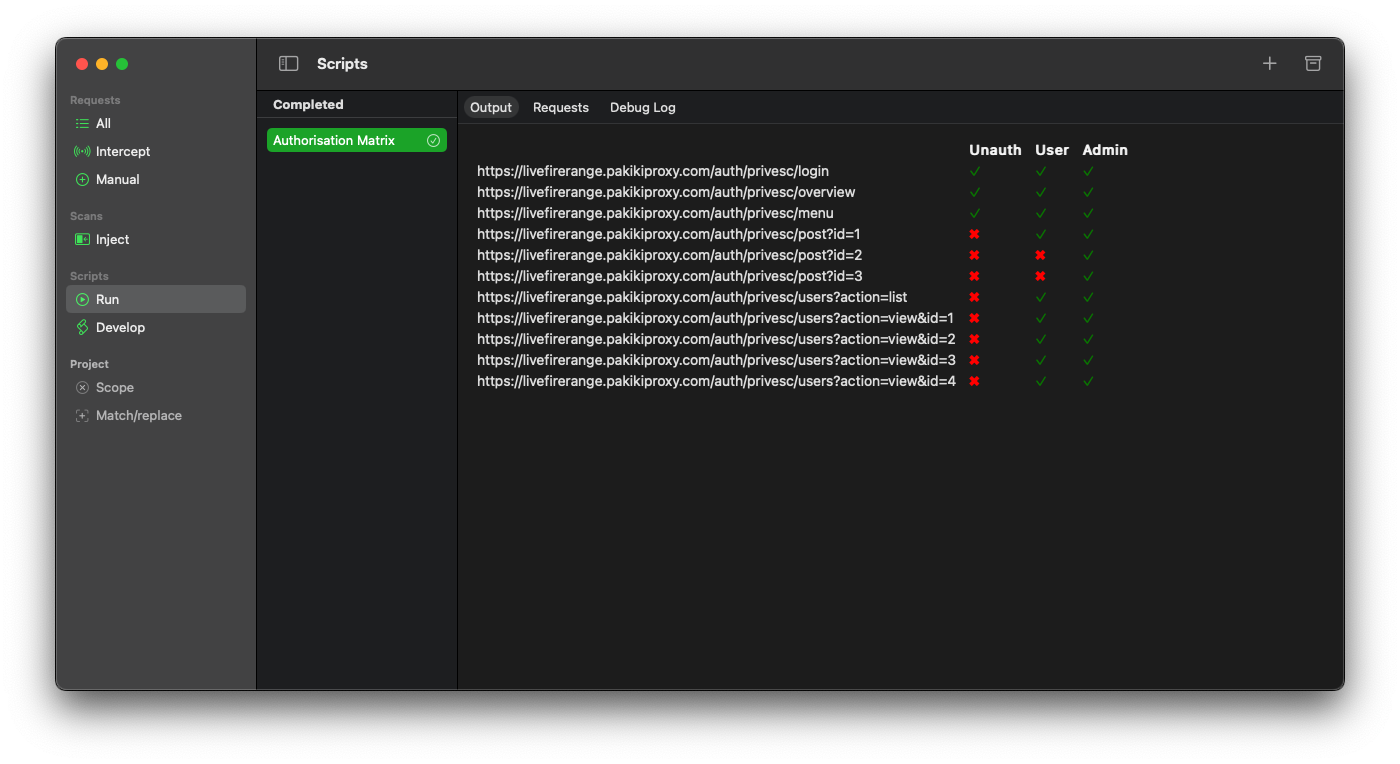 Scripts
Requests
All
Intercept
Manual
Scans
Inject
Scripts
Run
Develop
Project
Scope
Match/replace
Completed
Authorisation Matrix
Output Requests Debug Log
Unauth User Admin
https://livefirerange.pakikiproxy.com/auth/privesc/login ✓ ✓ ✓
https://livefirerange.pakikiproxy.com/auth/privesc/overview ✓ ✓ ✓
https://livefirerange.pakikiproxy.com/auth/privesc/menu ✓ ✓ ✓
https://livefirerange.pakikiproxy.com/auth/privesc/post?id=1 ✖ ✓ ✓
https://livefirerange.pakikiproxy.com/auth/privesc/post?id=2 ✖ ✖ ✓
https://livefirerange.pakikiproxy.com/auth/privesc/post?id=3 ✖ ✖ ✓
https://livefirerange.pakikiproxy.com/auth/privesc/users?action=list ✖ ✓ ✓
https://livefirerange.pakikiproxy.com/auth/privesc/users?action=view&id=1 ✖ ✓ ✓
https://livefirerange.pakikiproxy.com/auth/privesc/users?action=view&id=2 ✖ ✓ ✓
https://livefirerange.pakikiproxy.com/auth/privesc/users?action=view&id=3 ✖ ✓ ✓
https://livefirerange.pakikiproxy.com/auth/privesc/users?action=view&id=4 ✖ ✓ ✓